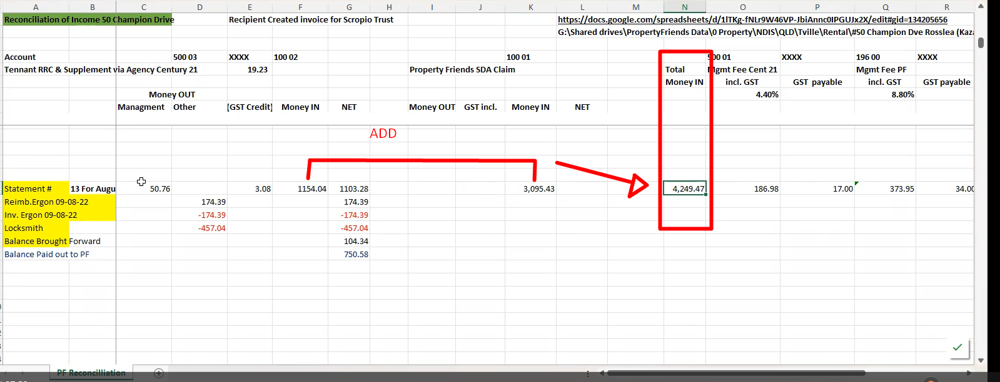 A B C D E F G H I J K L M N O P Q R
Reconciliation of Income 50 Champion Drive Recipient Created invoice for Scropio Trust https://docs.google.com/spreadsheets/d/1lTKg-fNLr9W46VP-JbiAnnc0IPGUJx2X/edit#gid=134205656
G:\Shared drives\PropertyFriends Data\0 Property\NDIS\QLD\Tville\Rental\#50 Champion Dve Rosslea (Kaza
Account 500 03 XXXX 100 02 100 01 500 01 XXXX 196 00 XXXX
Tennant RRC & Supplement via Agency Century 21 19.23 Property Friends SDA Claim Total Mgmt Fee Cent 21 Mgmt Fee PF
Money IN incl. GST GST payable incl. GST GST payable
Money OUT 4.40% 8.80%
Managment Other (GST Credit) Money IN NET Money OUT GST incl. Money IN NET
ADD
Statement # 13 For Augu 50.76 3.08 1154.04 1103.28 3,095.43 4,249.47 186.98 17.00 373.95 34.00
Reimb.Ergon 09-08-22 174.39 174.39
Inv. Ergon 09-08-22 -174.39 -174.39
Locksmith -457.04 -457.04
Balance Brought Forward 104.34
Balance Paid out to PF 750.58
PF Reconcilliation